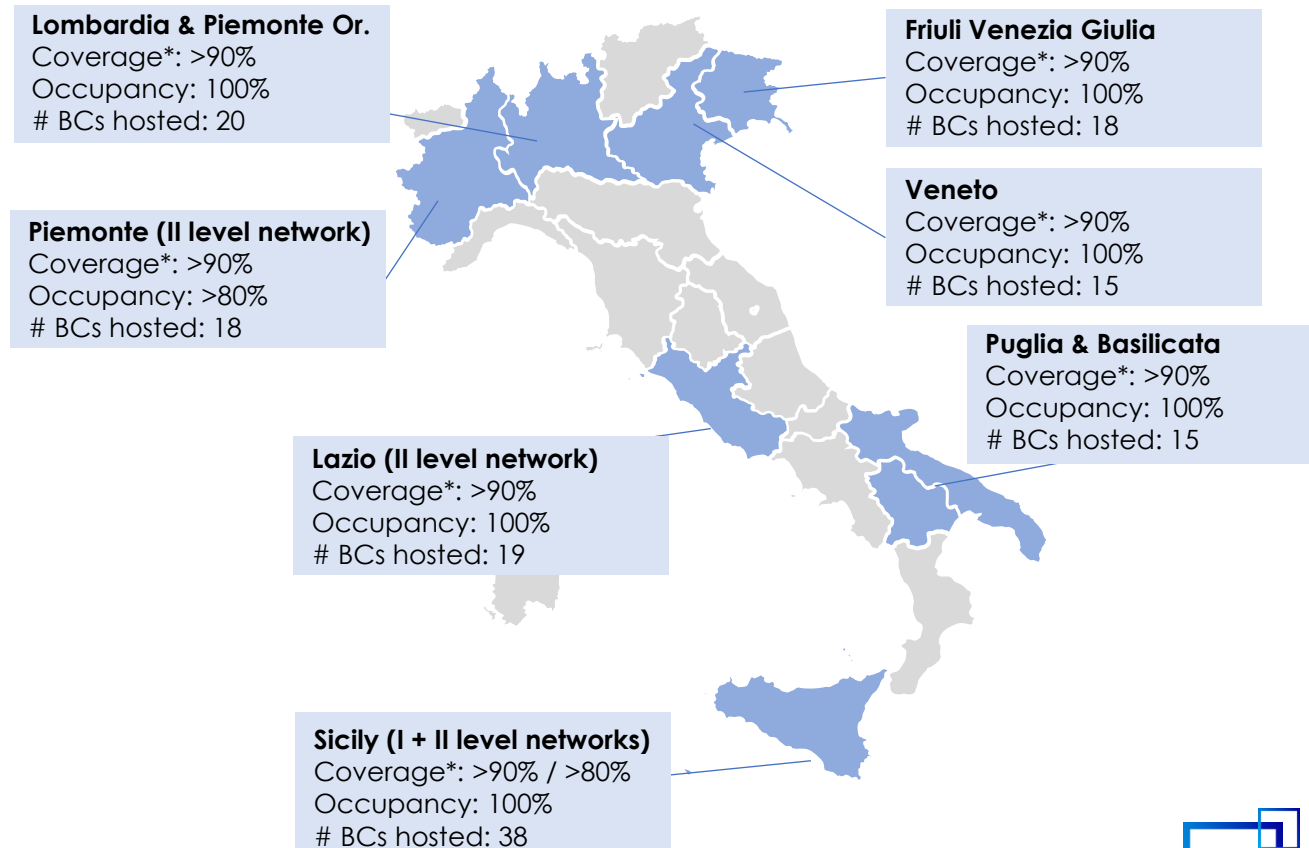 Lombardia & Piemonte Or.
Coverage*: >90%
Occupancy: 100%
# BCs hosted: 20
Friuli Venezia Giulia
Coverage*: >90%
Occupancy: 100%
# BCs hosted: 18
Veneto
Coverage*: >90%
Occupancy: 100%
# BCs hosted: 15
Piemonte (II level network)
Coverage*: >90%
Occupancy: >80%
# BCs hosted: 18
Puglia & Basilicata
Coverage*: >90%
Occupancy: 100%
# BCs hosted: 15
Lazio (II level network)
Coverage*: >90%
Occupancy: 100%
# BCs hosted: 19
Sicily (I + II level networks)
Coverage*: >90% / >80%
Occupancy: 100%
# BCs hosted: 38